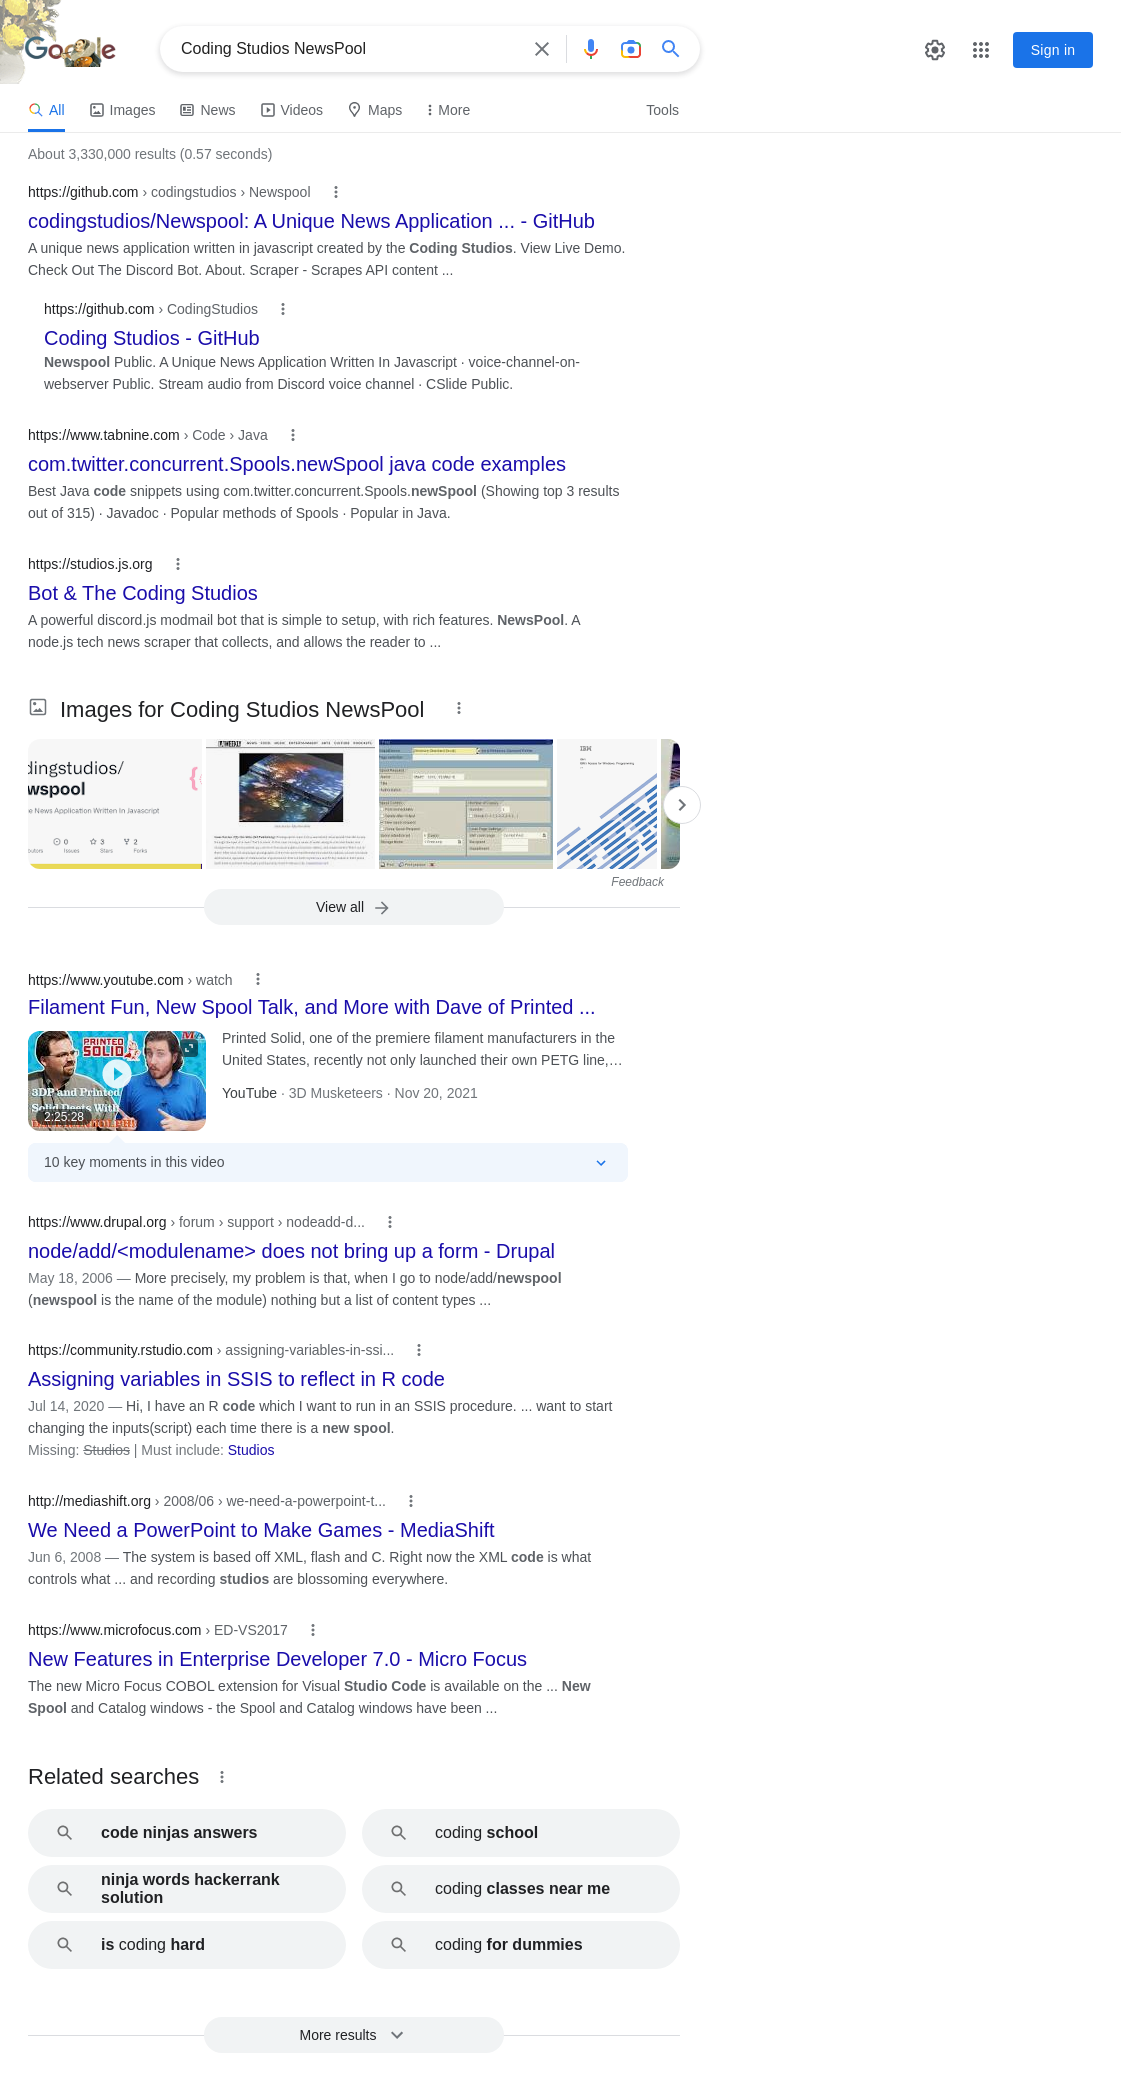 Google
Coding Studios NewsPool
Sign in
All
Images
News
Videos
Maps
More
Tools
About 3,330,000 results (0.57 seconds)
https://github.com › codingstudios › Newspool
codingstudios/Newspool: A Unique News Application ... - GitHub
A unique news application written in javascript created by the Coding Studios. View Live Demo.
Check Out The Discord Bot. About. Scraper - Scrapes API content ...
https://github.com › CodingStudios
Coding Studios - GitHub
Newspool Public. A Unique News Application Written In Javascript · voice-channel-on-
webserver Public. Stream audio from Discord voice channel · CSlide Public.
https://www.tabnine.com › Code › Java
com.twitter.concurrent.Spools.newSpool java code examples
Best Java code snippets using com.twitter.concurrent.Spools.newSpool (Showing top 3 results
out of 315) · Javadoc · Popular methods of Spools · Popular in Java.
https://studios.js.org
Bot & The Coding Studios
A powerful discord.js modmail bot that is simple to setup, with rich features. NewsPool. A
node.js tech news scraper that collects, and allows the reader to ...
Images for Coding Studios NewsPool
dingstudios/
wspool
e News Application Written In Javascript
0
Issues
3
Stars
2
Forks
IBM
Feedback
View all
https://www.youtube.com › watch
Filament Fun, New Spool Talk, and More with Dave of Printed ...
PRINTED
SOLID
3DP and Printed
Solid Deets With
2:25:28
Printed Solid, one of the premiere filament manufacturers in the
United States, recently not only launched their own PETG line,…
YouTube · 3D Musketeers · Nov 20, 2021
10 key moments in this video
https://www.drupal.org › forum › support › nodeadd-d...
node/add/<modulename> does not bring up a form - Drupal
May 18, 2006 — More precisely, my problem is that, when I go to node/add/newspool
(newspool is the name of the module) nothing but a list of content types ...
https://community.rstudio.com › assigning-variables-in-ssi...
Assigning variables in SSIS to reflect in R code
Jul 14, 2020 — Hi, I have an R code which I want to run in an SSIS procedure. ... want to start
changing the inputs(script) each time there is a new spool.
Missing: Studios | Must include: Studios
http://mediashift.org › 2008/06 › we-need-a-powerpoint-t...
We Need a PowerPoint to Make Games - MediaShift
Jun 6, 2008 — The system is based off XML, flash and C. Right now the XML code is what
controls what ... and recording studios are blossoming everywhere.
https://www.microfocus.com › ED-VS2017
New Features in Enterprise Developer 7.0 - Micro Focus
The new Micro Focus COBOL extension for Visual Studio Code is available on the ... New
Spool and Catalog windows - the Spool and Catalog windows have been ...
Related searches
code ninjas answers
coding school
ninja words hackerrank
solution
coding classes near me
is coding hard
coding for dummies
More results